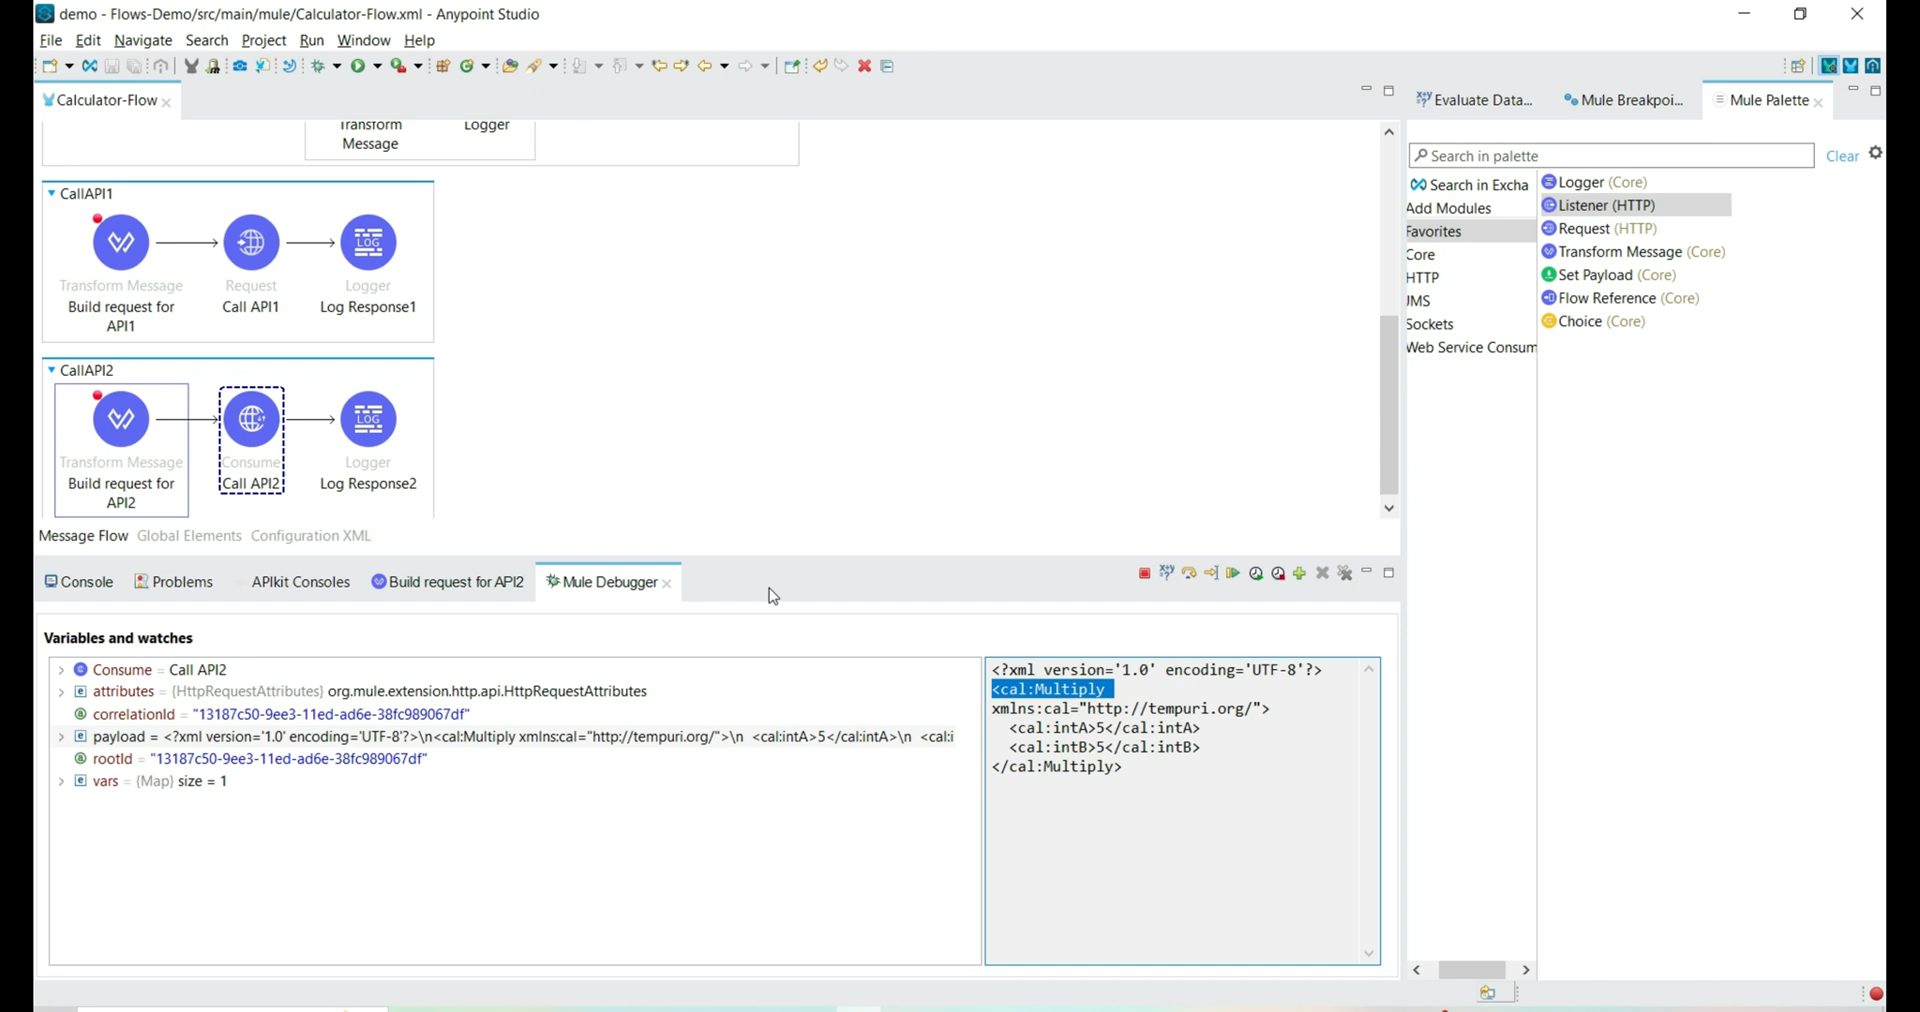 demo - Flows-Demo/src/main/mule/Calculator-Flow.xml - Anypoint Studio
File Edit Navigate Search Project Run Window Help
Calculator-Flow
Evaluate Data... Mule Breakpoi... Mule Palette
Transform
Message
Logger
Search in palette
Clear
CallAPI1
LOG
Transform Message
Build request for
API1
Request
Call API1
Logger
Log Response1
CallAPI2
LOG
Transform Message
Build request for
API2
Consume
Call API2
Logger
Log Response2
Search in Excha
Add Modules
Favorites
Core
HTTP
JMS
Sockets
Web Service Consum
Logger (Core)
Listener (HTTP)
Request (HTTP)
Transform Message (Core)
Set Payload (Core)
Flow Reference (Core)
Choice (Core)
Message Flow Global Elements Configuration XML
Console Problems APIkit Consoles Build request for API2 Mule Debugger
Variables and watches
Consume = Call API2
attributes = {HttpRequestAttributes} org.mule.extension.http.api.HttpRequestAttributes
correlationId = "13187c50-9ee3-11ed-ad6e-38fc989067df"
payload = <?xml version='1.0' encoding='UTF-8'?>\n<cal:Multiply xmlns:cal="http://tempuri.org/">\n <cal:intA>5</cal:intA>\n <cal:i
rootId = "13187c50-9ee3-11ed-ad6e-38fc989067df"
vars = {Map} size = 1
<?xml version='1.0' encoding='UTF-8'?>
<cal:Multiply
xmlns:cal="http://tempuri.org/">
<cal:intA>5</cal:intA>
<cal:intB>5</cal:intB>
</cal:Multiply>